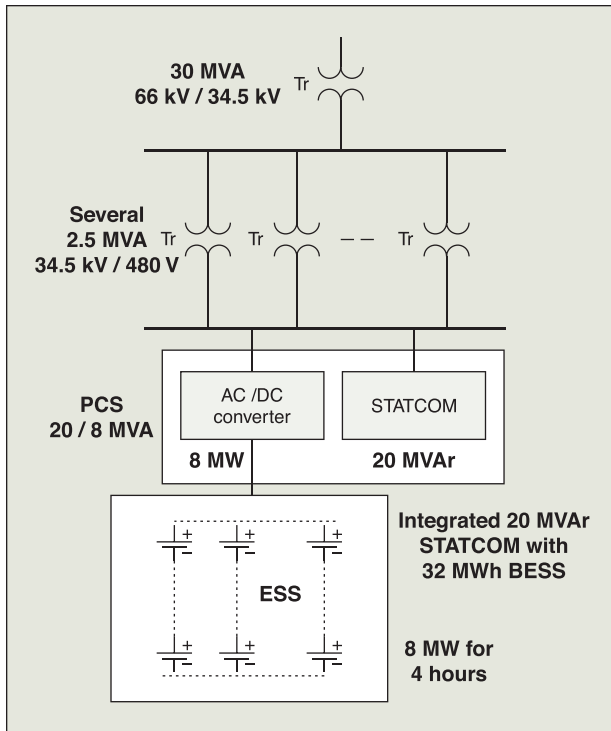 30 MVA
66 kV / 34.5 kV
Tr
Several
2.5 MVA
34.5 kV / 480 V
Tr
Tr
Tr
PCS
20 / 8 MVA
AC /DC
converter
STATCOM
8 MW
20 MVAr
Integrated 20 MVAr
STATCOM with
32 MWh BESS
+
+
+
−
−
−
ESS
+
+
+
−
−
−
8 MW for
4 hours